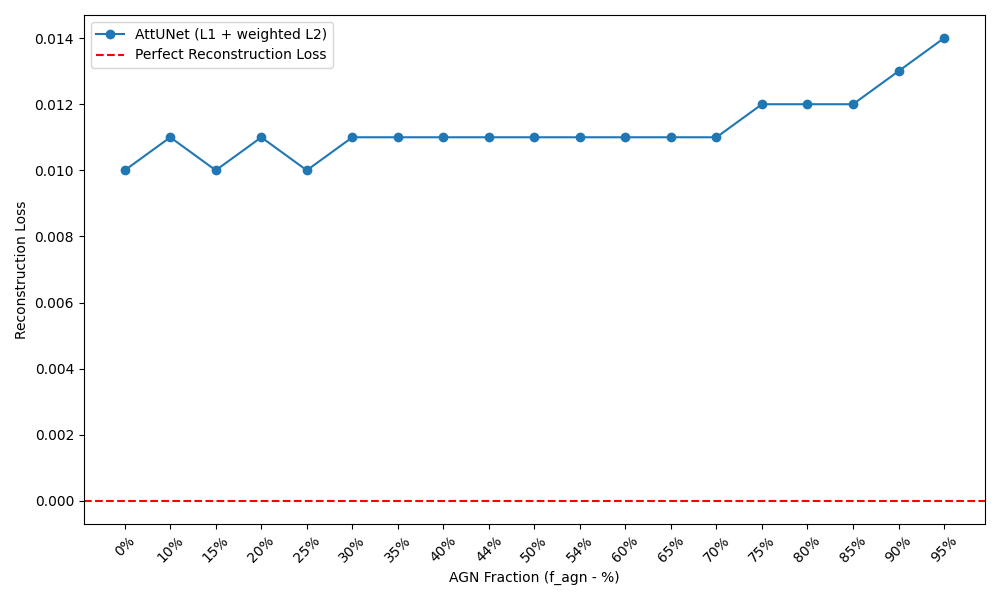 AttUNet (L1 + weighted L2)
Perfect Reconstruction Loss
Reconstruction Loss
0.014
0.012
0.010
0.008
0.006
0.004
0.002
0.000
0% 10% 15% 20% 25% 30% 35% 40% 44% 50% 54% 60% 65% 70% 75% 80% 85% 90% 95%
AGN Fraction (f_agn - %)